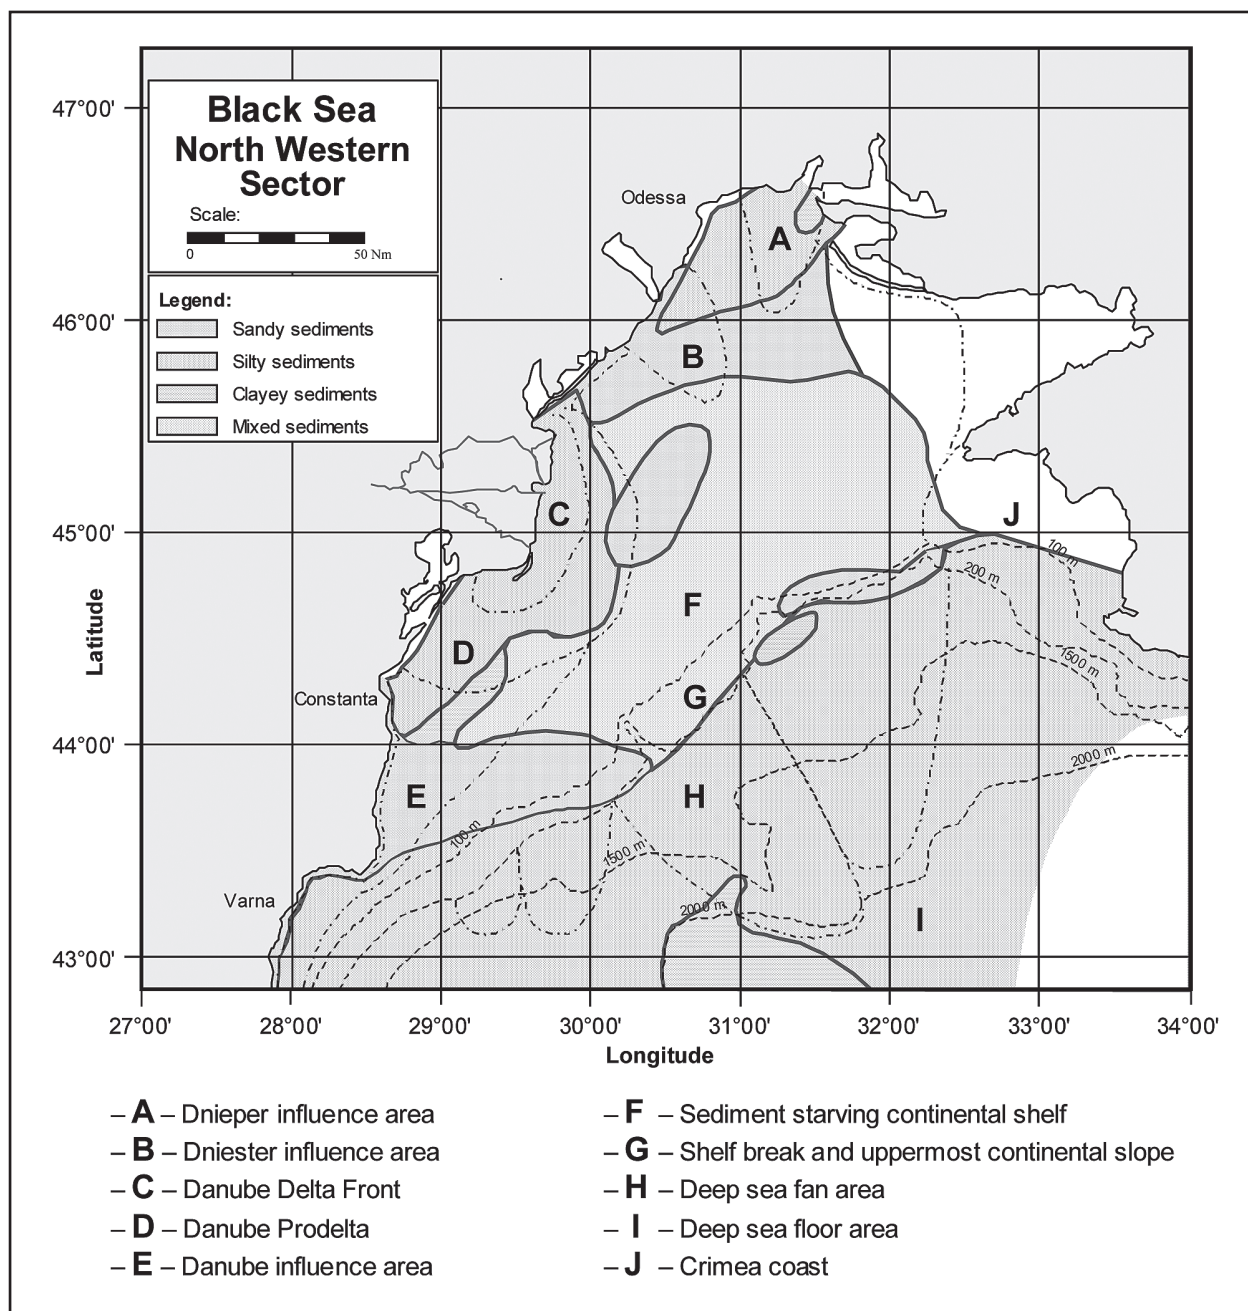 Black Sea
North Western
Sector
Scale:
0 50 Nm
Legend:
Sandy sediments
Silty sediments
Clayey sediments
Mixed sediments
47°00'
46°00'
45°00'
44°00'
43°00'
Latitude
Odessa
A
B
C
J
100 m
200 m
F
D
1500 m
Constanta
G
2000 m
E
H
100 m
1500 m
Varna
2000 m
I
27°00' 28°00' 29°00' 30°00' 31°00' 32°00' 33°00' 34°00'
Longitude
– A – Dnieper influence area
– B – Dniester influence area
– C – Danube Delta Front
– D – Danube Prodelta
– E – Danube influence area
– F – Sediment starving continental shelf
– G – Shelf break and uppermost continental slope
– H – Deep sea fan area
– I – Deep sea floor area
– J – Crimea coast